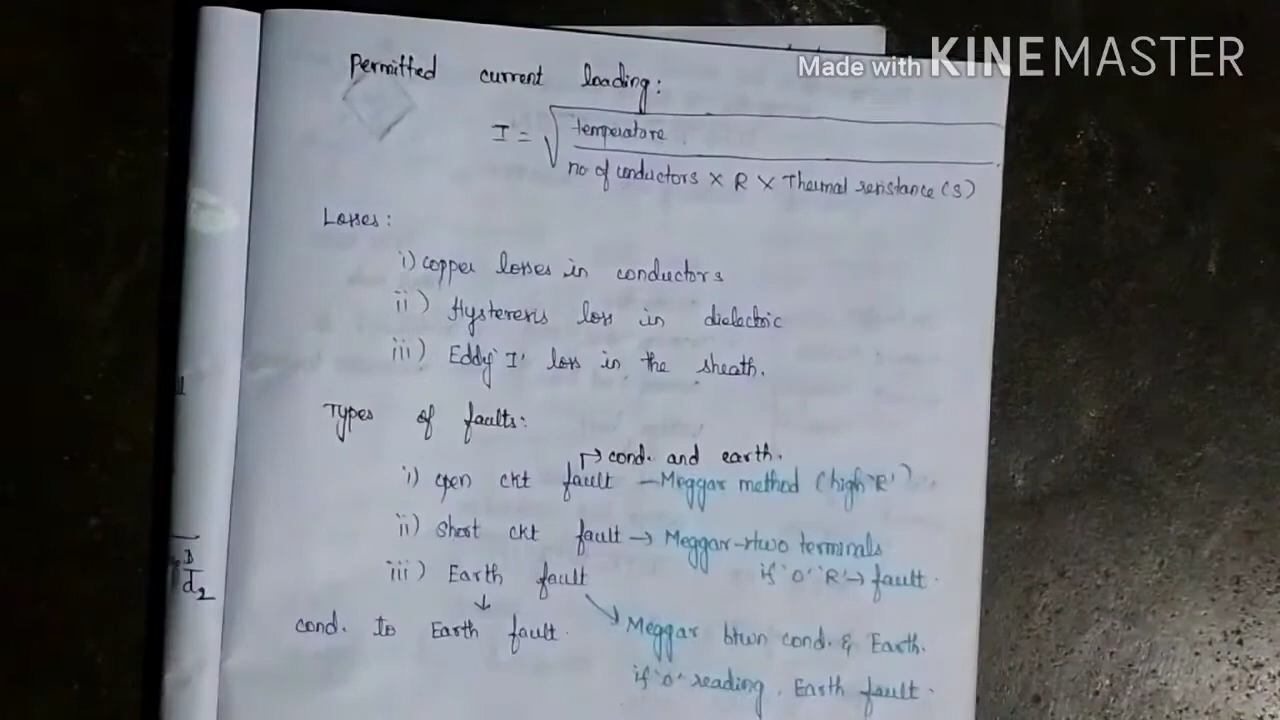 Made with KINEMASTER
Permitted current loading:
I = √ temperature
no of conductors × R × Thermal resistance (S)
Losses:
i) copper losses in conductors
ii) Hysteresis loss in dielectric
iii) Eddy 'I' loss in the sheath.
Types of faults:
→ cond. and earth.
i) open ckt fault – Meggar method (high 'R')
ii) short ckt fault → Meggar → two terminals
if '0' 'R' → fault.
iii) Earth fault
cond. to Earth fault.
Meggar btwn cond. & Earth.
if '0' reading, Earth fault.
D
d₂